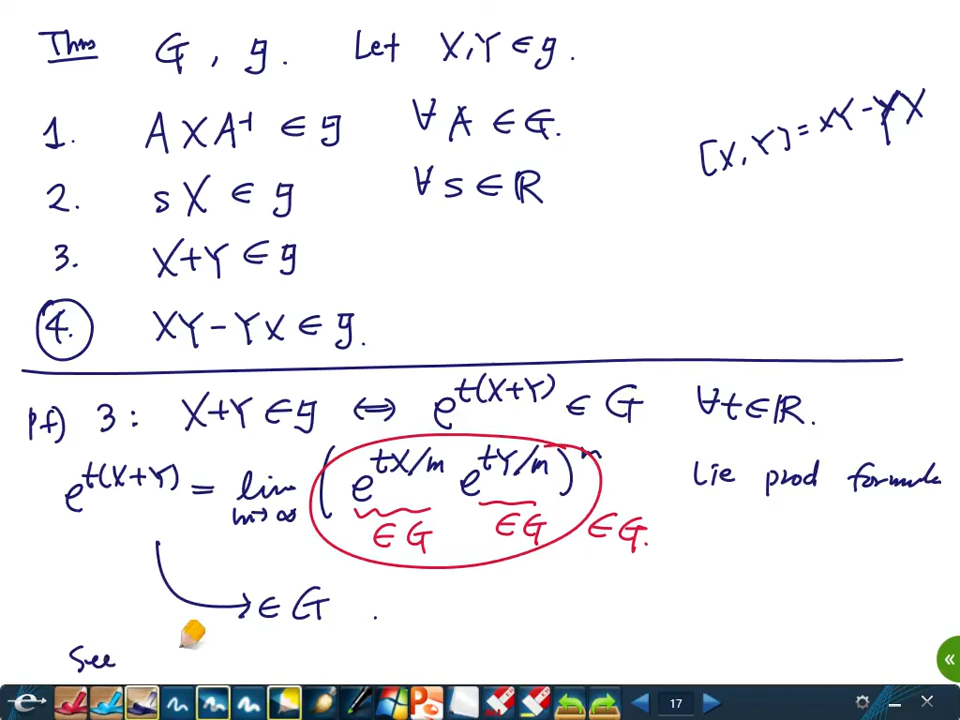 Thm G, g. Let X,Y ∈ g.
1. AXA⁻¹ ∈ g ∀A ∈ G.
[X,Y] = XY-YX
2. sX ∈ g ∀s ∈ ℝ
3. X+Y ∈ g
4. XY-YX ∈ g.
pf) 3: X+Y ∈ g ⇔ e^{t(X+Y)} ∈ G ∀t ∈ ℝ.
e^{t(X+Y)} = lim_{m→∞} (e^{tX/m} e^{tY/m})^m Lie prod formula
∈ G ∈ G ∈ G.
∈ G.
See
17